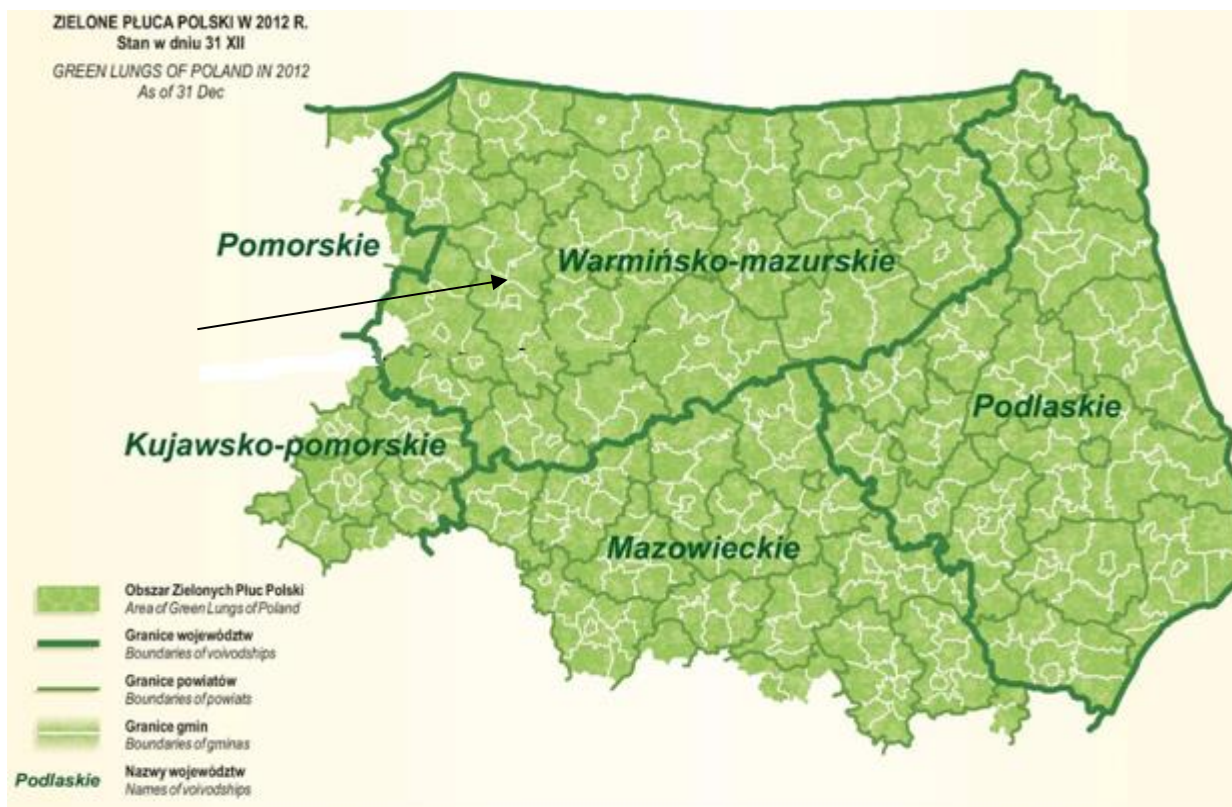 ZIELONE PŁUCA POLSKI W 2012 R.
Stan w dniu 31 XII
GREEN LUNGS OF POLAND IN 2012
As of 31 Dec
Pomorskie
Warmińsko-mazurskie
Podlaskie
Kujawsko-pomorskie
Mazowieckie
Obszar Zielonych Płuc Polski
Area of Green Lungs of Poland
Granice województw
Boundaries of voivodships
Granice powiatów
Boundaries of powiats
Granice gmin
Boundaries of gminas
Podlaskie
Nazwy województw
Names of voivodships